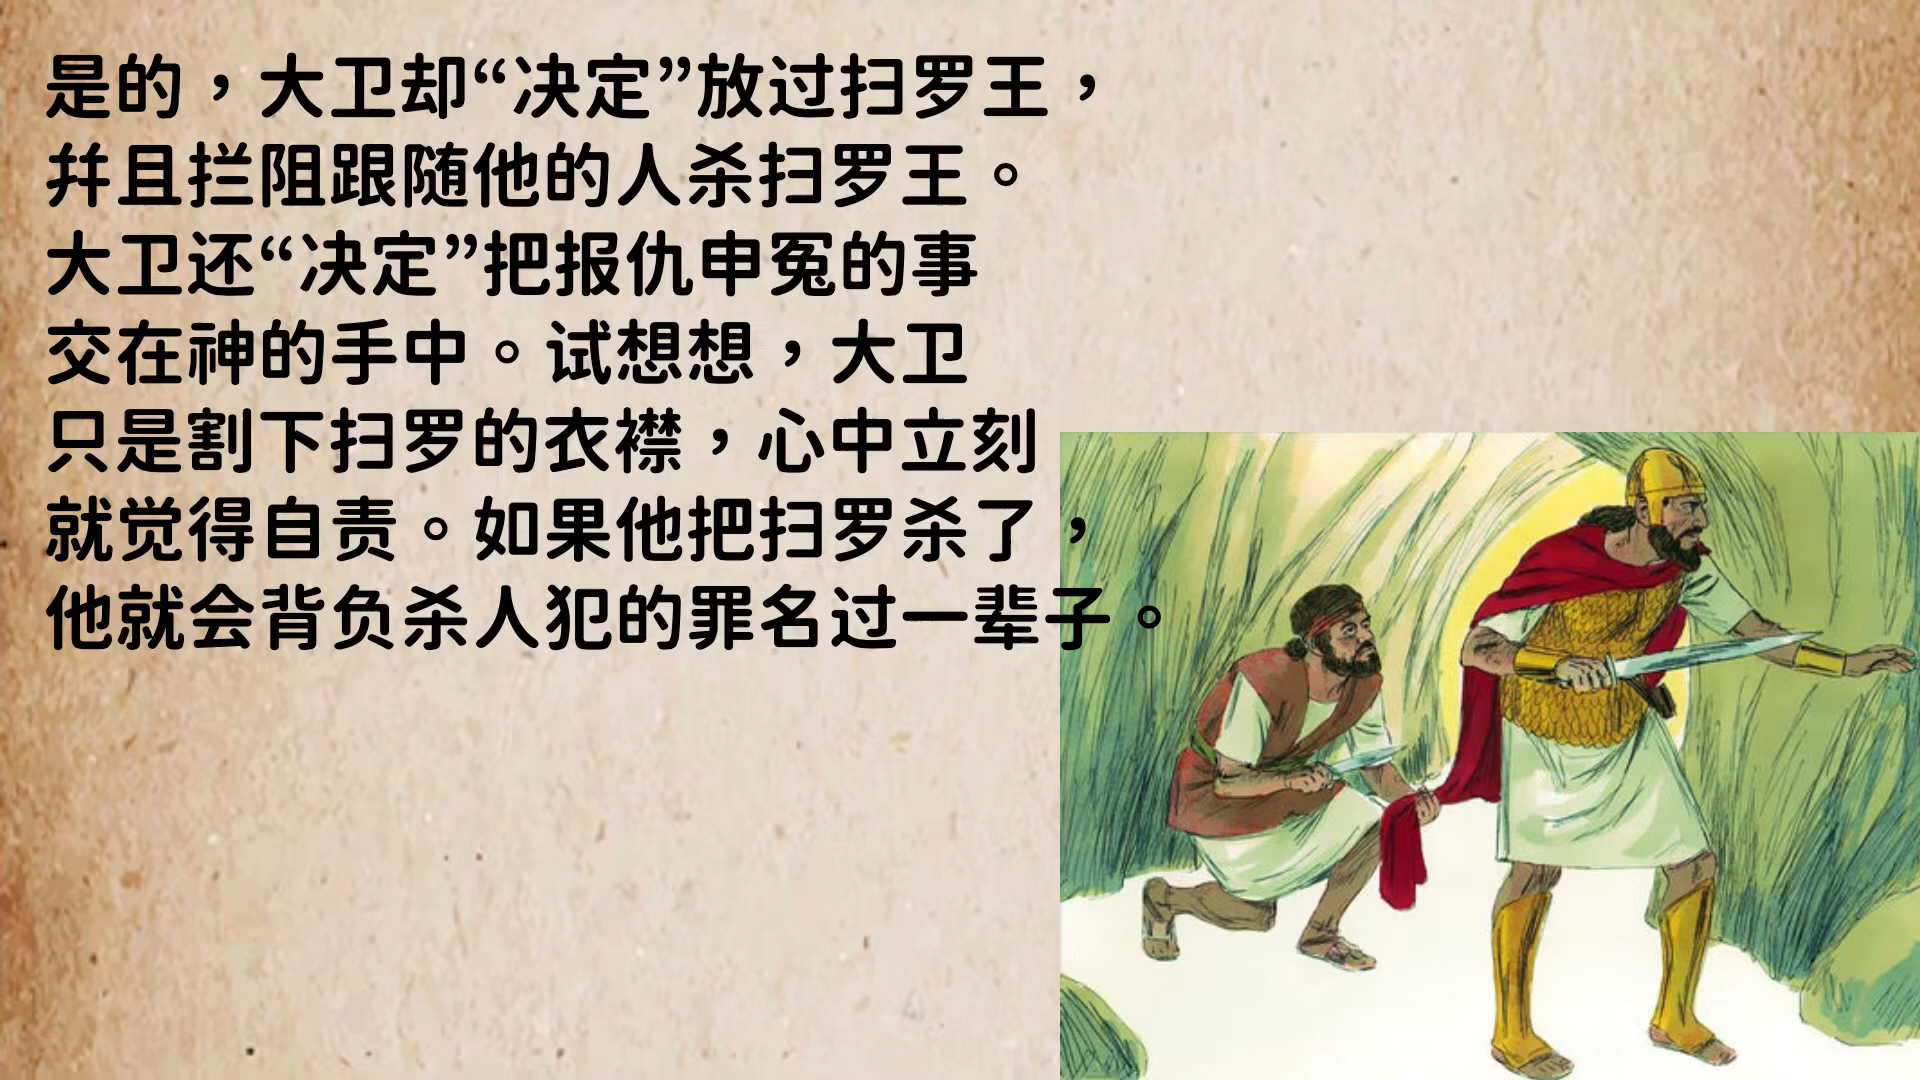 是的，大卫却“决定”放过扫罗王，
幷且拦阻跟随他的人杀扫罗王。
大卫还“决定”把报仇申冤的事
交在神的手中。试想想，大卫
只是割下扫罗的衣襟，心中立刻
就觉得自责。如果他把扫罗杀了，
他就会背负杀人犯的罪名过一辈子。